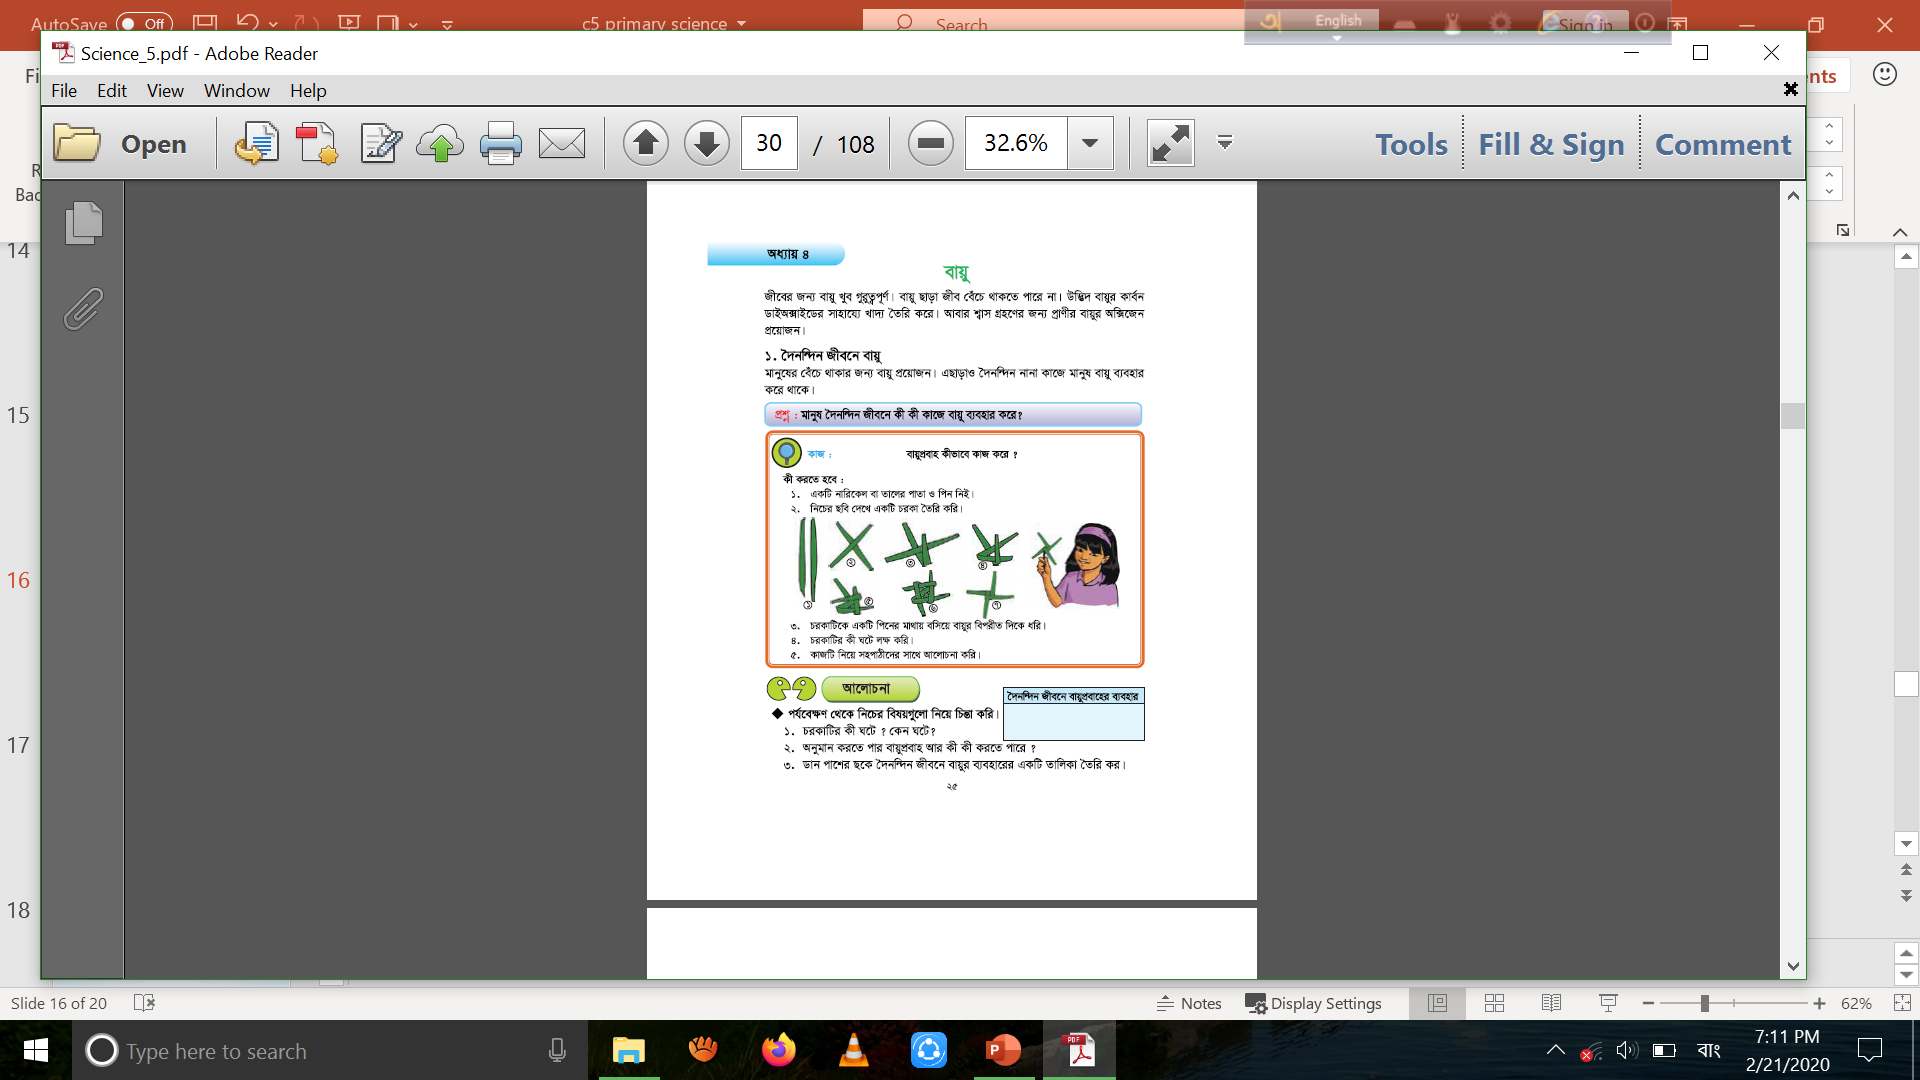 AutoSave Off c5 primary science Search English Sign in
Science_5.pdf - Adobe Reader
File Edit View Window Help
Open 30 / 108 32.6% Tools Fill & Sign Comment
14
15
16
17
18
অধ্যায় ৪
বায়ু
জীবের জন্য বায়ু খুব গুরুত্বপূর্ণ। বায়ু ছাড়া জীব বেঁচে থাকতে পারে না। উদ্ভিদ বায়ুর কার্বন
ডাইঅক্সাইডের সাহায্যে খাদ্য তৈরি করে। আবার শ্বাস গ্রহণের জন্য প্রাণীর বায়ুর অক্সিজেন
প্রয়োজন।
১. দৈনন্দিন জীবনে বায়ু
মানুষের বেঁচে থাকার জন্য বায়ু প্রয়োজন। এছাড়াও দৈনন্দিন নানা কাজে মানুষ বায়ু ব্যবহার
করে থাকে।
প্রশ্ন : মানুষ দৈনন্দিন জীবনে কী কী কাজে বায়ু ব্যবহার করে?
কাজ : বায়ুপ্রবাহ কীভাবে কাজ করে ?
কী করতে হবে :
১. একটি নারিকেল বা তালের পাতা ও পিন নিই।
২. নিচের ছবি দেখে একটি চরকা তৈরি করি।
২ ৩ ৪
১ ৫ ৬ ৭
৩. চরকাটিকে একটি পিনের মাথায় বসিয়ে বায়ুর বিপরীত দিকে ধরি।
৪. চরকাটির কী ঘটে লক্ষ করি।
৫. কাজটি নিয়ে সহপাঠীদের সাথে আলোচনা করি।
আলোচনা
দৈনন্দিন জীবনে বায়ুপ্রবাহের ব্যবহার
◆ পর্যবেক্ষণ থেকে নিচের বিষয়গুলো নিয়ে চিন্তা করি।
১. চরকাটির কী ঘটে ? কেন ঘটে?
২. অনুমান করতে পার বায়ুপ্রবাহ আর কী কী করতে পারে ?
৩. ডান পাশের ছকে দৈনন্দিন জীবনে বায়ুর ব্যবহারের একটি তালিকা তৈরি কর।
২৫
Slide 16 of 20 Notes Display Settings 62%
Type here to search বাং 7:11 PM
2/21/2020